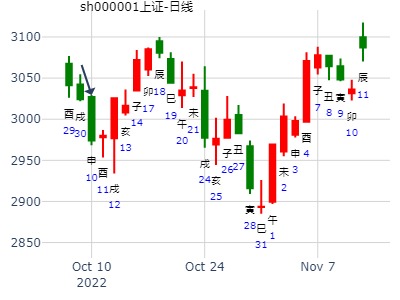 sh000001上证-日线
3100
3050
3000
2950
2900
2850
酉
29
戌
30
申
10
酉
11
戌
12
亥
13
子
14
卯
17
辰
18
巳
19
午
20
未
21
戌
24
亥
25
子
26
丑
27
寅
28
巳
31
午
1
未
2
申
3
酉
4
子
7
丑
8
寅
9
卯
10
辰
11
Oct 10
2022
Oct 24
Nov 7